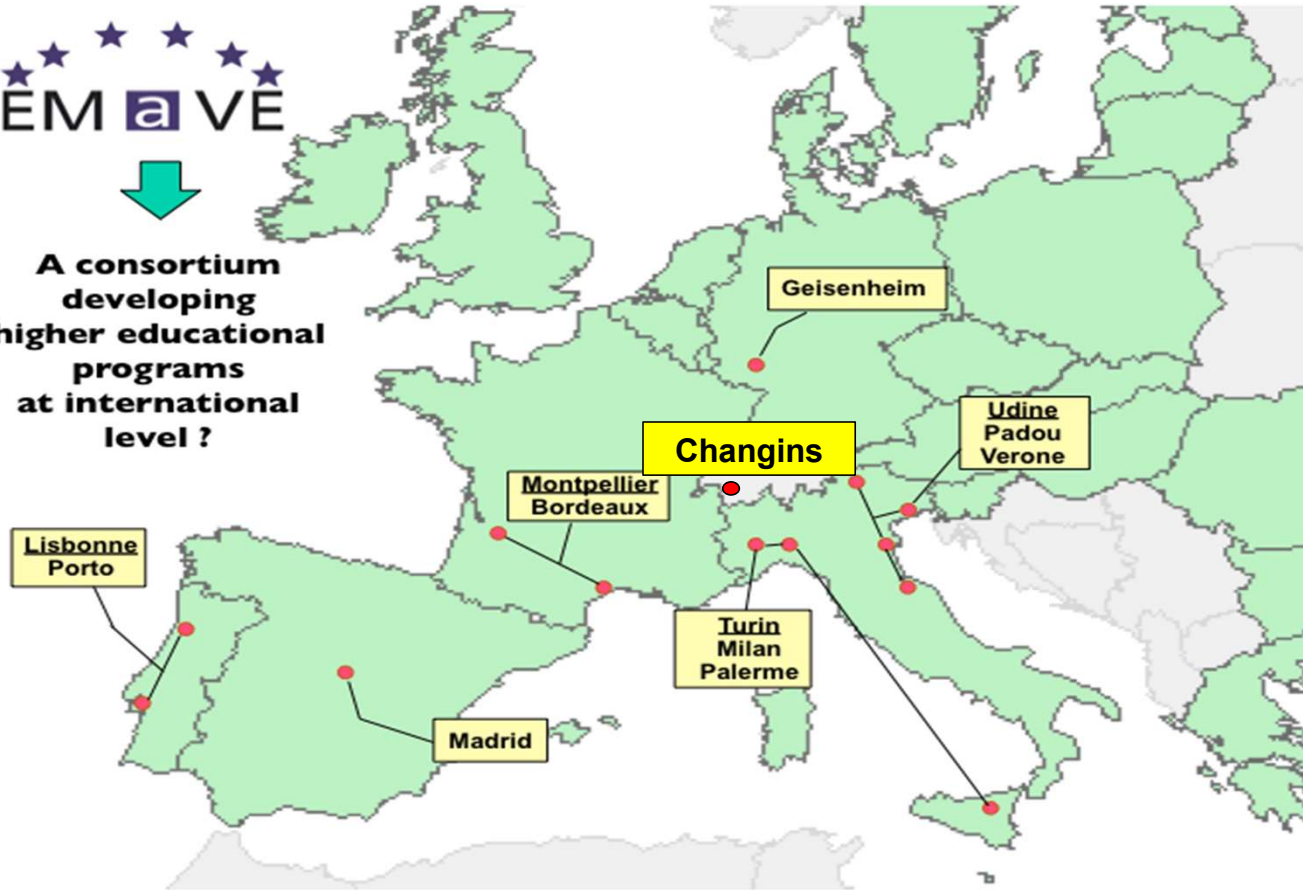 EMaVE
A consortium
developing
higher educational
programs
at international
level ?
Geisenheim
Changins
Udine
Padou
Verone
Montpellier
Bordeaux
Lisbonne
Porto
Turin
Milan
Palerme
Madrid